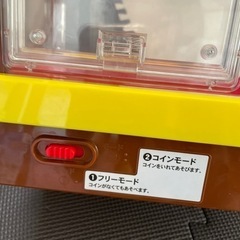 ❷コインモード
コインをいれてあそびます。
❶フリーモード
コインがなくてもあそべます。